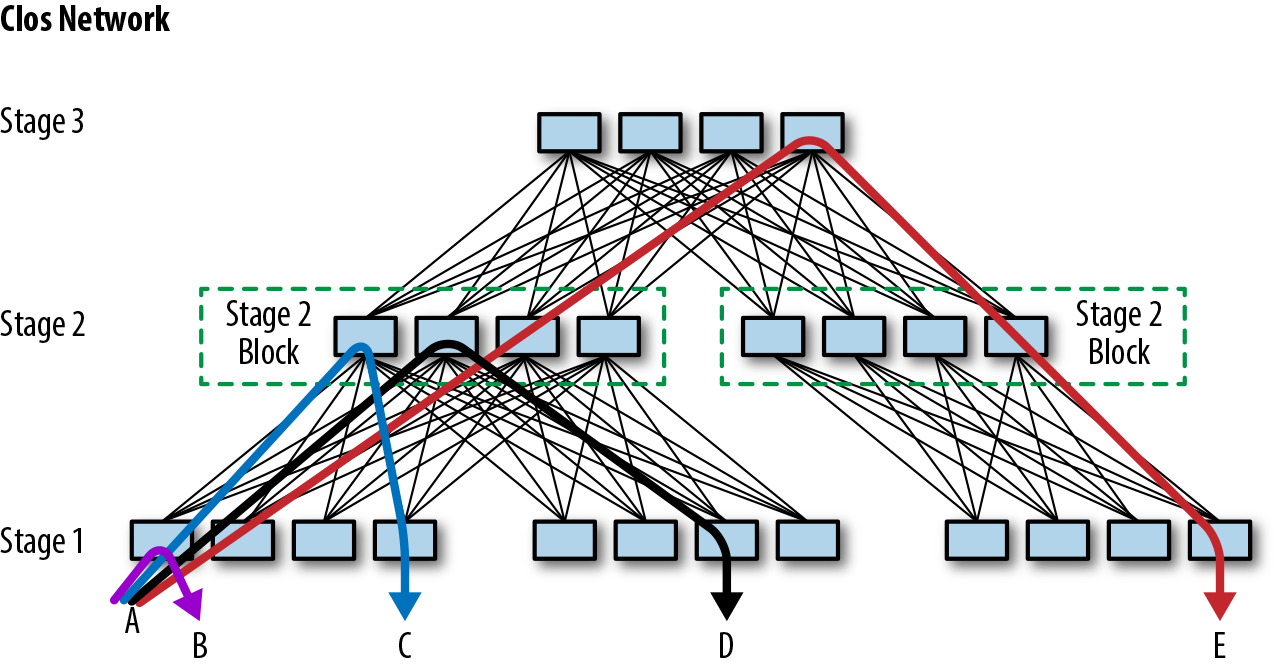 Clos Network
Stage 3
Stage 2
Stage 2
Block
Stage 2
Block
Stage 1
A
B
C
D
E